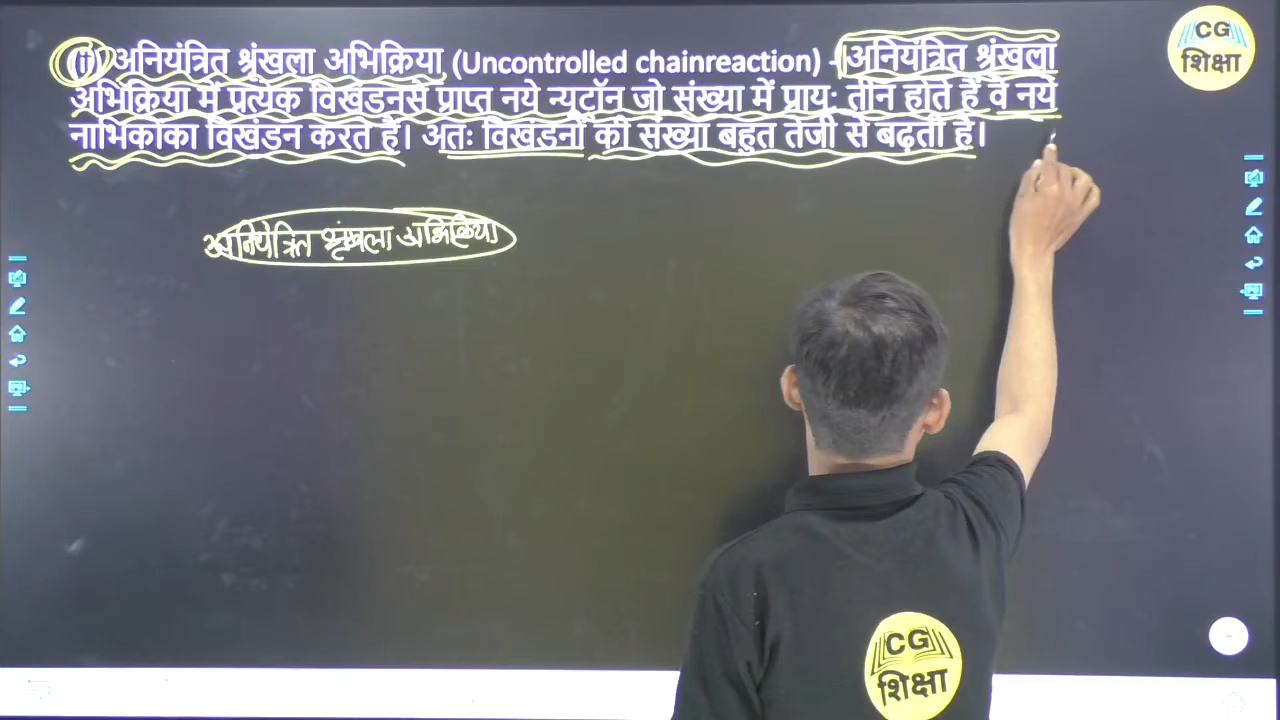 (i) अनियंत्रित श्रंखला अभिक्रिया (Uncontrolled chainreaction) - अनियंत्रित श्रंखला
अभिक्रिया में प्रत्येक विखंडनसे प्राप्त नये न्यूट्रॉन जो संख्या में प्राय: तीन होते हैं वे नये
नाभिकोंका विखंडन करते हैं। अतः विखंडनों की संख्या बहुत तेजी से बढ़ती है।
अनियंत्रित श्रृंखला अभिक्रिया
CG
शिक्षा
CG
शिक्षा